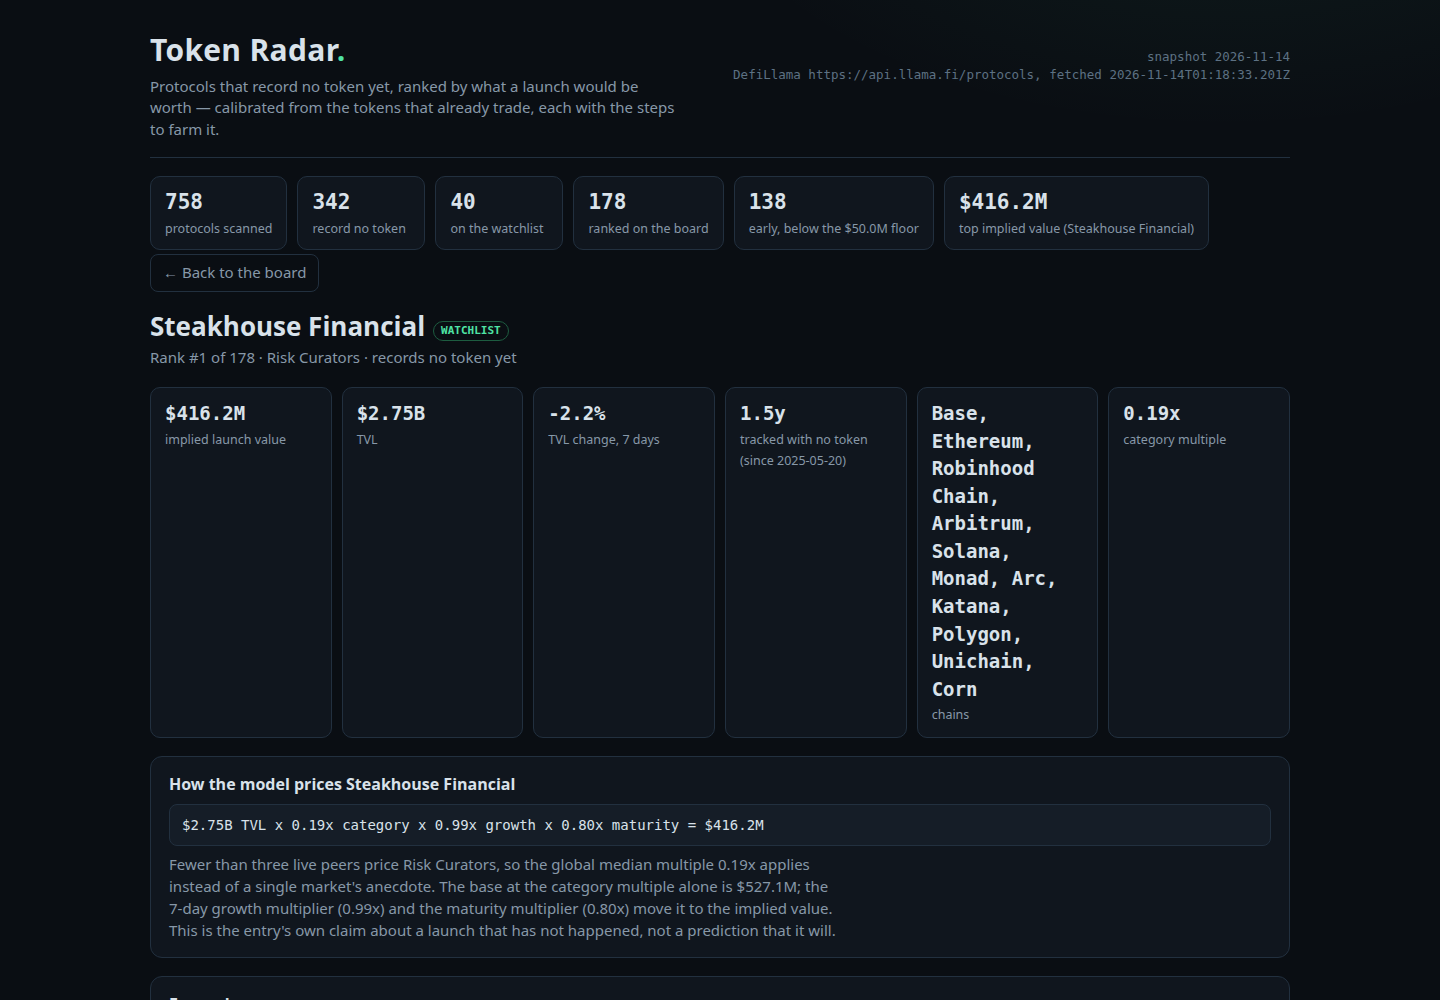 Token Radar.
snapshot 2026-11-14
DefiLlama https://api.llama.fi/protocols, fetched 2026-11-14T01:18:33.201Z
Protocols that record no token yet, ranked by what a launch would be
worth — calibrated from the tokens that already trade, each with the steps
to farm it.
758
protocols scanned
342
record no token
40
on the watchlist
178
ranked on the board
138
early, below the $50.0M floor
$416.2M
top implied value (Steakhouse Financial)
← Back to the board
Steakhouse Financial WATCHLIST
Rank #1 of 178 · Risk Curators · records no token yet
$416.2M
implied launch value
$2.75B
TVL
-2.2%
TVL change, 7 days
1.5y
tracked with no token
(since 2025-05-20)
Base,
Ethereum,
Robinhood
Chain,
Arbitrum,
Solana,
Monad, Arc,
Katana,
Polygon,
Unichain,
Corn
chains
0.19x
category multiple
How the model prices Steakhouse Financial
$2.75B TVL x 0.19x category x 0.99x growth x 0.80x maturity = $416.2M
Fewer than three live peers price Risk Curators, so the global median multiple 0.19x applies
instead of a single market's anecdote. The base at the category multiple alone is $527.1M; the
7-day growth multiplier (0.99x) and the maturity multiplier (0.80x) move it to the implied value.
This is the entry's own claim about a launch that has not happened, not a prediction that it will.